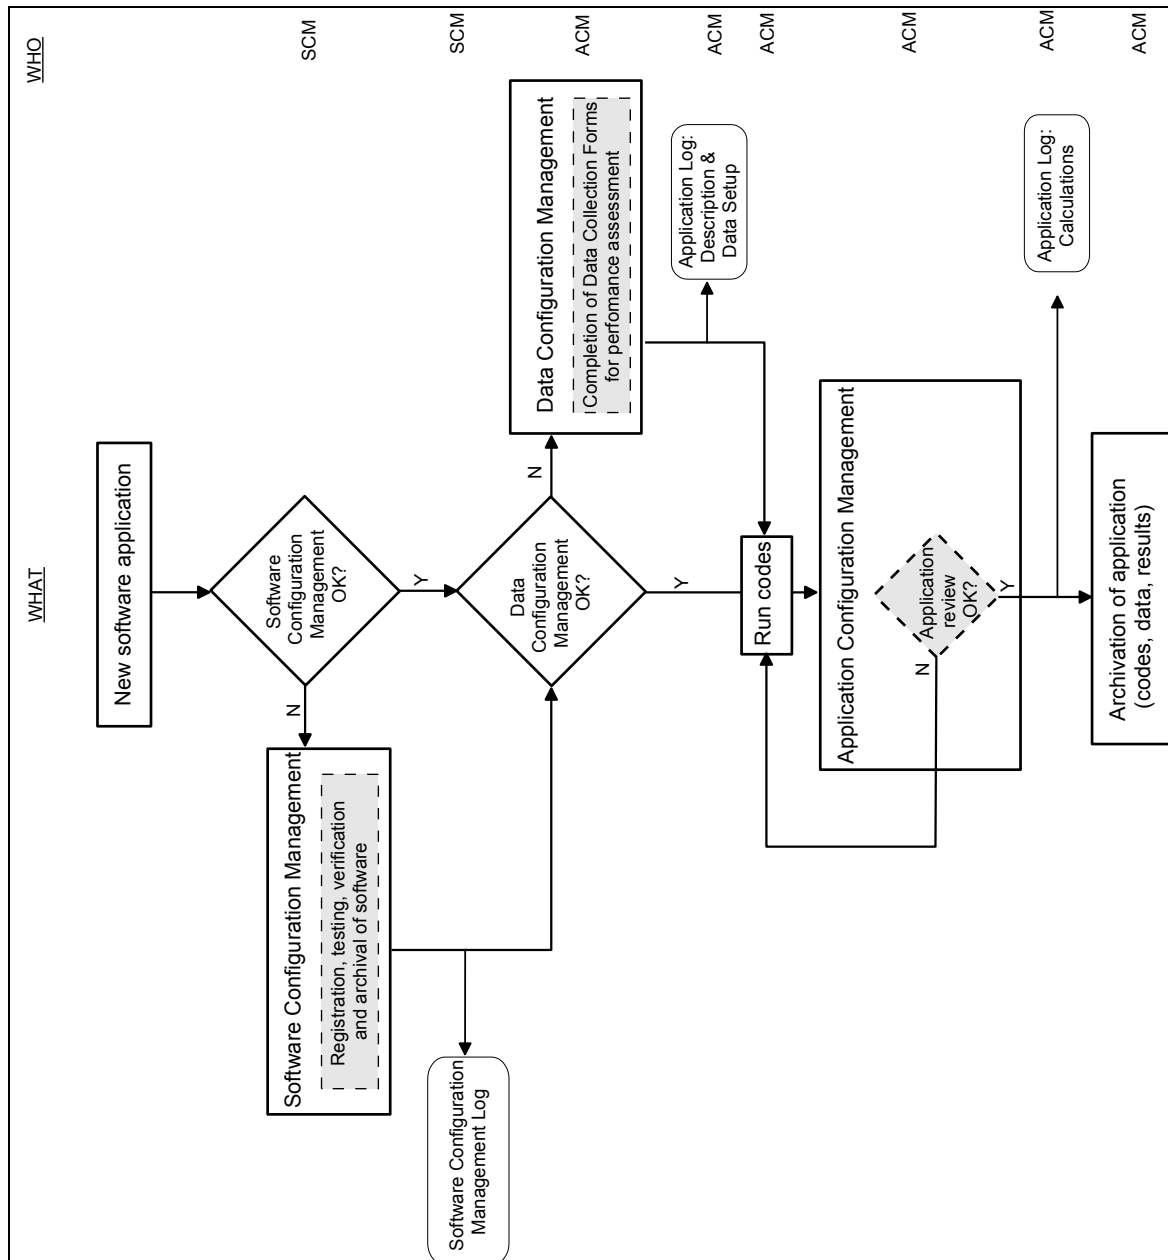 WHAT
WHO
New software application
Software
Configuration
Management
OK?
SCM
N
Y
Software Configuration Management
Registration, testing, verification
and archival of software
Software Configuration
Management Log
SCM
Data
Configuration
Management
OK?
N
Y
Data Configuration Management
Completion of Data Collection Forms
for perfomance assessment
ACM
Application Log:
Description &
Data Setup
ACM
Run codes
ACM
Application Configuration Management
Application
review
OK?
N
Y
ACM
Application Log:
Calculations
ACM
Archivation of application
(codes, data, results)
ACM